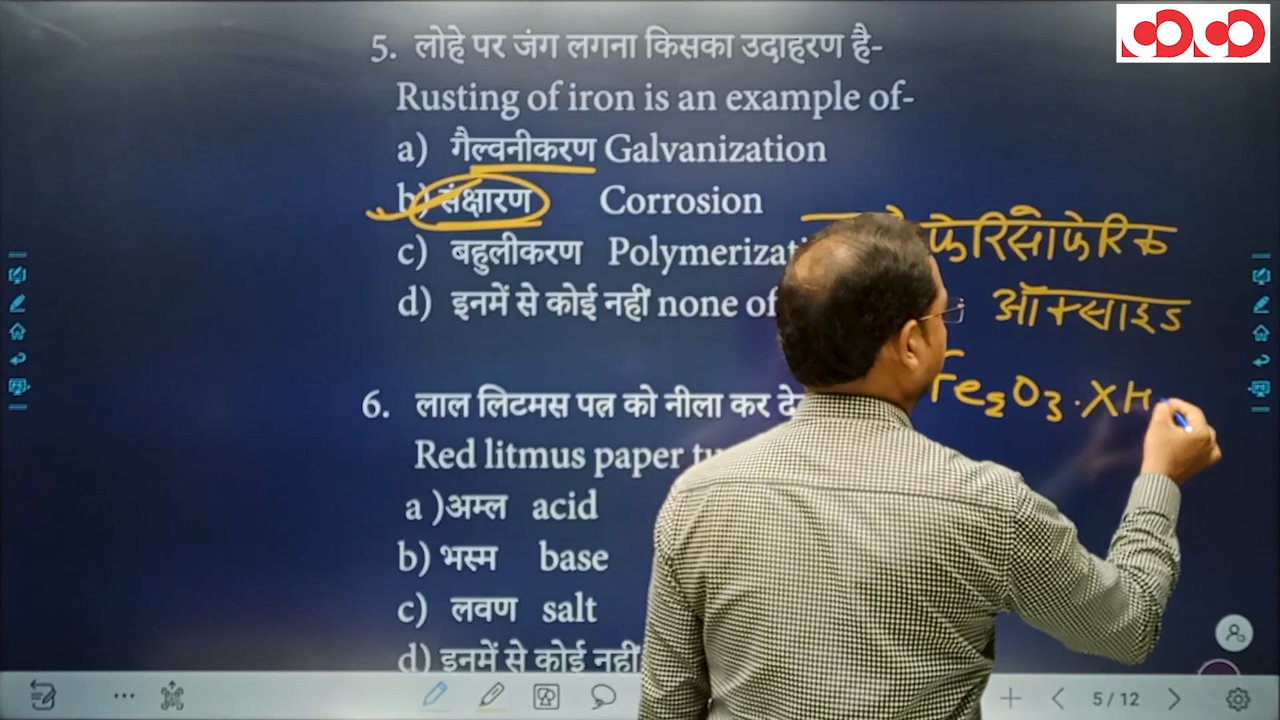 5. लोहे पर जंग लगना किसका उदाहरण है-
Rusting of iron is an example of-
a) गैल्वनीकरण Galvanization
b) संक्षारण Corrosion
c) बहुलीकरण Polymerizati
d) इनमें से कोई नहीं none of
फेरिसोफेरिक
ऑक्साइड
Fe2O3.XH
6. लाल लिटमस पत्र को नीला कर दे
Red litmus paper tu
a )अम्ल acid
b) भस्म base
c) लवण salt
d) इनमें से कोई नहीं
5 / 12